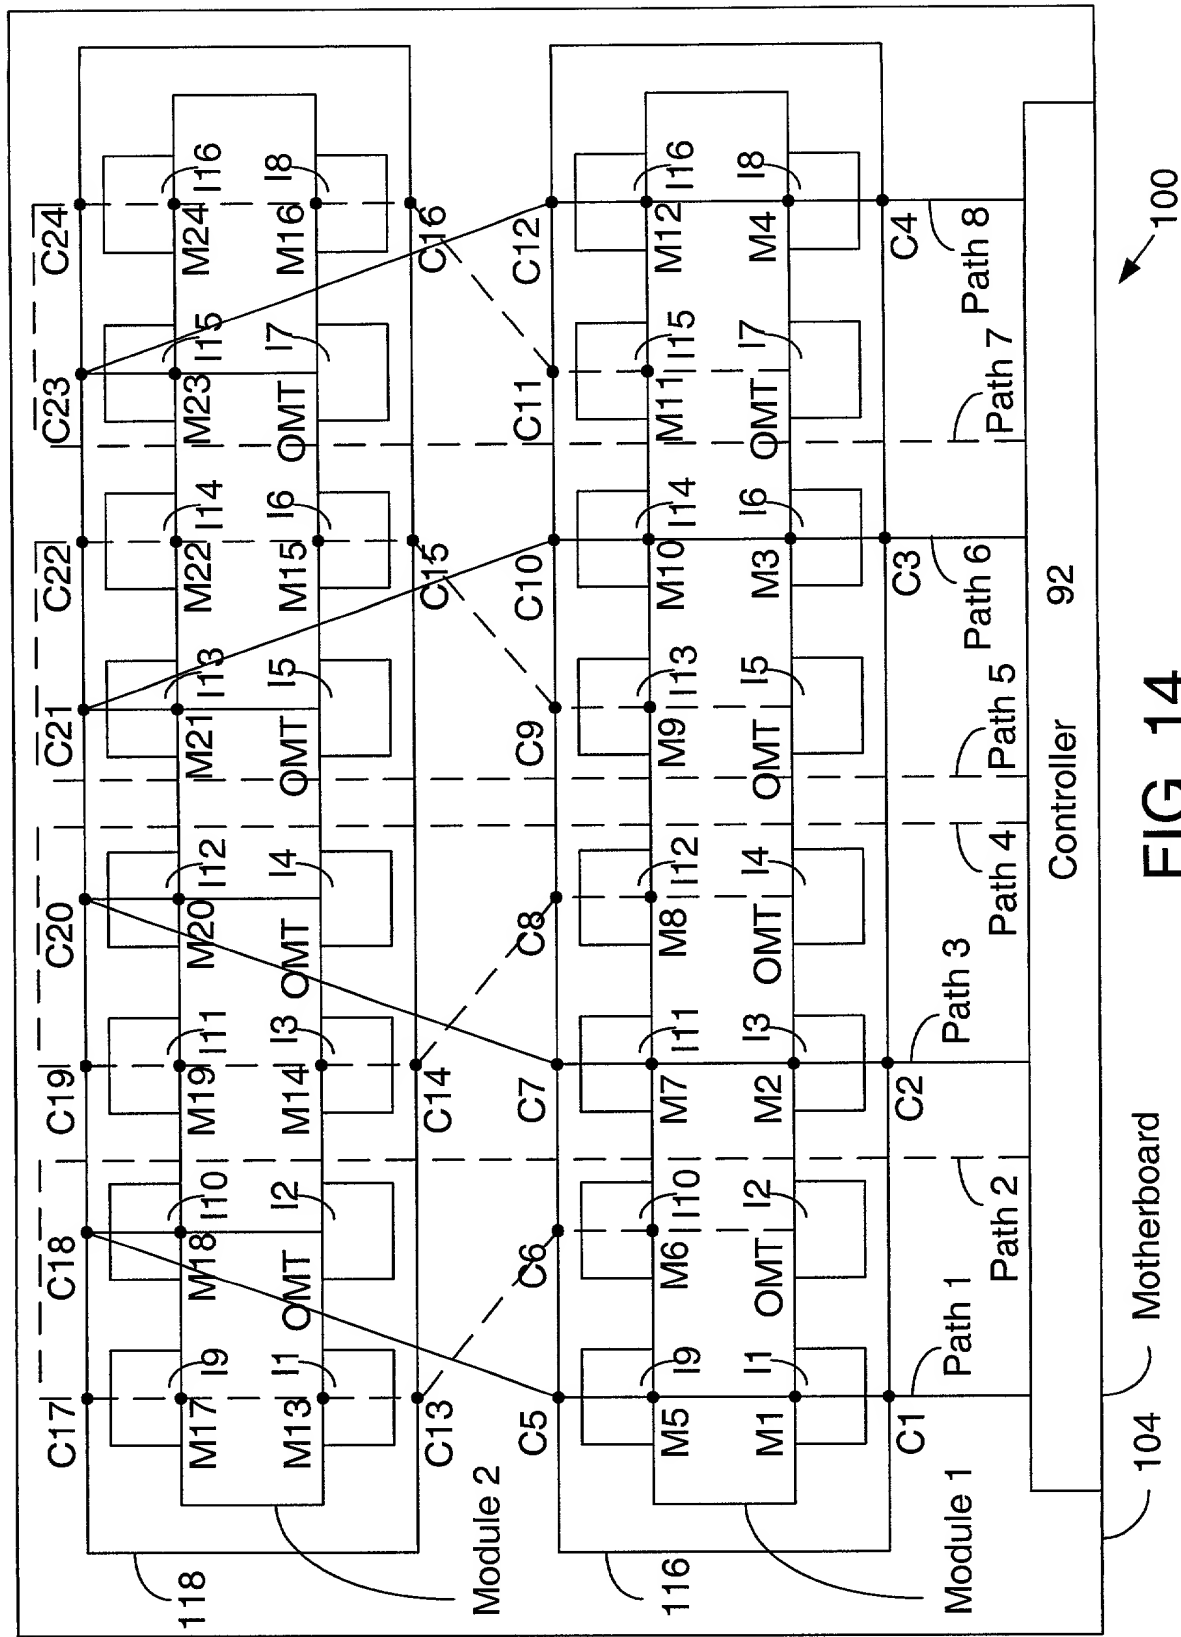 C17
C18
C19
C20
C21
C22
C23
C24
I9
I10
I11
I12
I13
I14
I15
I16
M17
M18
M19
M20
M21
M22
M23
M24
I1
I2
I3
I4
I5
I6
I7
I8
M13
OMT
M14
OMT
OMT
M15
OMT
M16
C13
C14
C15
C16
118
Module 2
C5
C6
C7
C8
C9
C10
C11
C12
I9
I10
I11
I12
I13
I14
I15
I16
M5
M6
M7
M8
M9
M10
M11
M12
I1
I2
I3
I4
I5
I6
I7
I8
M1
OMT
M2
OMT
OMT
M3
OMT
M4
C1
C2
C3
C4
116
Module 1
Path 1
Path 2
Path 3
Path 4
Path 5
Path 6
Path 7
Path 8
Controller 92
104
Motherboard
100
FIG. 14